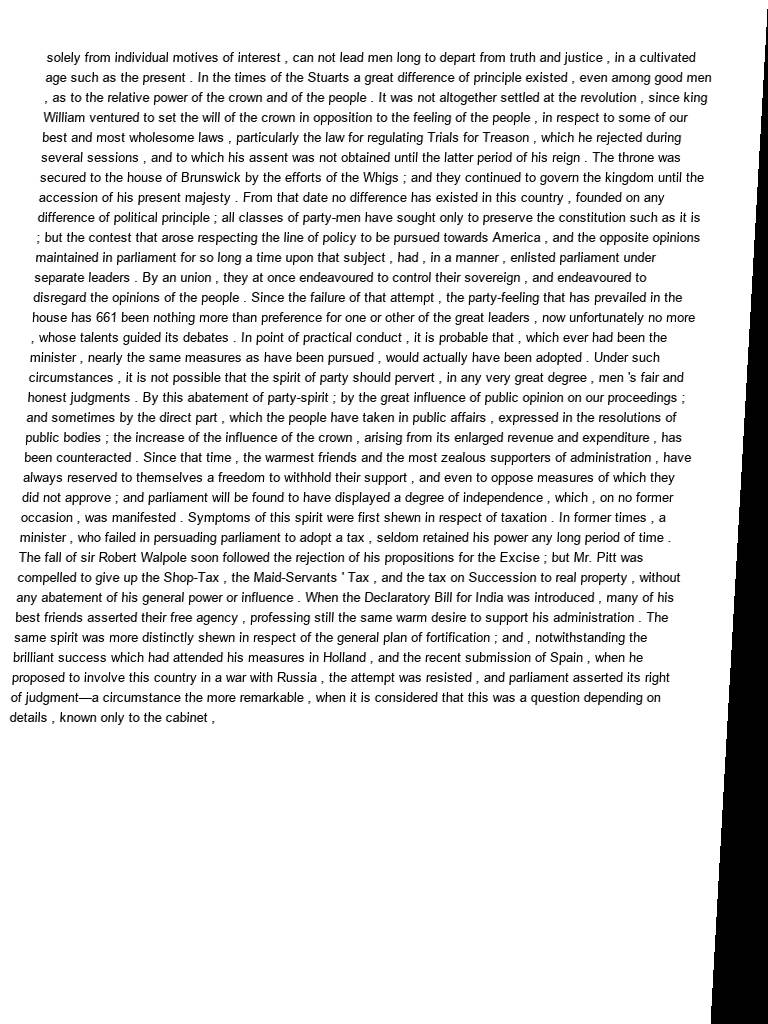 solely from individual motives of interest , can not lead men long to depart from truth and justice , in a cultivated
age such as the present . In the times of the Stuarts a great difference of principle existed , even among good men
, as to the relative power of the crown and of the people . It was not altogether settled at the revolution , since king
William ventured to set the will of the crown in opposition to the feeling of the people , in respect to some of our
best and most wholesome laws , particularly the law for regulating Trials for Treason , which he rejected during
several sessions , and to which his assent was not obtained until the latter period of his reign . The throne was
secured to the house of Brunswick by the efforts of the Whigs ; and they continued to govern the kingdom until the
accession of his present majesty . From that date no difference has existed in this country , founded on any
difference of political principle ; all classes of party-men have sought only to preserve the constitution such as it is
; but the contest that arose respecting the line of policy to be pursued towards America , and the opposite opinions
maintained in parliament for so long a time upon that subject , had , in a manner , enlisted parliament under
separate leaders . By an union , they at once endeavoured to control their sovereign , and endeavoured to
disregard the opinions of the people . Since the failure of that attempt , the party-feeling that has prevailed in the
house has 661 been nothing more than preference for one or other of the great leaders , now unfortunately no more
, whose talents guided its debates . In point of practical conduct , it is probable that , which ever had been the
minister , nearly the same measures as have been pursued , would actually have been adopted . Under such
circumstances , it is not possible that the spirit of party should pervert , in any very great degree , men 's fair and
honest judgments . By this abatement of party-spirit ; by the great influence of public opinion on our proceedings ;
and sometimes by the direct part , which the people have taken in public affairs , expressed in the resolutions of
public bodies ; the increase of the influence of the crown , arising from its enlarged revenue and expenditure , has
been counteracted . Since that time , the warmest friends and the most zealous supporters of administration , have
always reserved to themselves a freedom to withhold their support , and even to oppose measures of which they
did not approve ; and parliament will be found to have displayed a degree of independence , which , on no former
occasion , was manifested . Symptoms of this spirit were first shewn in respect of taxation . In former times , a
minister , who failed in persuading parliament to adopt a tax , seldom retained his power any long period of time .
The fall of sir Robert Walpole soon followed the rejection of his propositions for the Excise ; but Mr. Pitt was
compelled to give up the Shop-Tax , the Maid-Servants ' Tax , and the tax on Succession to real property , without
any abatement of his general power or influence . When the Declaratory Bill for India was introduced , many of his
best friends asserted their free agency , professing still the same warm desire to support his administration . The
same spirit was more distinctly shewn in respect of the general plan of fortification ; and , notwithstanding the
brilliant success which had attended his measures in Holland , and the recent submission of Spain , when he
proposed to involve this country in a war with Russia , the attempt was resisted , and parliament asserted its right
of judgment—a circumstance the more remarkable , when it is considered that this was a question depending on
details , known only to the cabinet ,